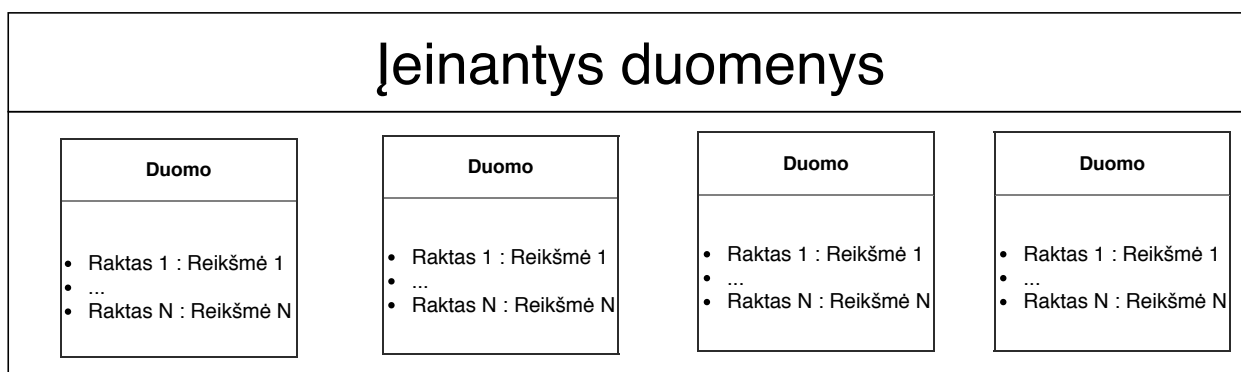 Įeinantys duomenys
Duomo
• Raktas 1 : Reikšmė 1
• ...
• Raktas N : Reikšmė N
Duomo
• Raktas 1 : Reikšmė 1
• ...
• Raktas N : Reikšmė N
Duomo
• Raktas 1 : Reikšmė 1
• ...
• Raktas N : Reikšmė N
Duomo
• Raktas 1 : Reikšmė 1
• ...
• Raktas N : Reikšmė N